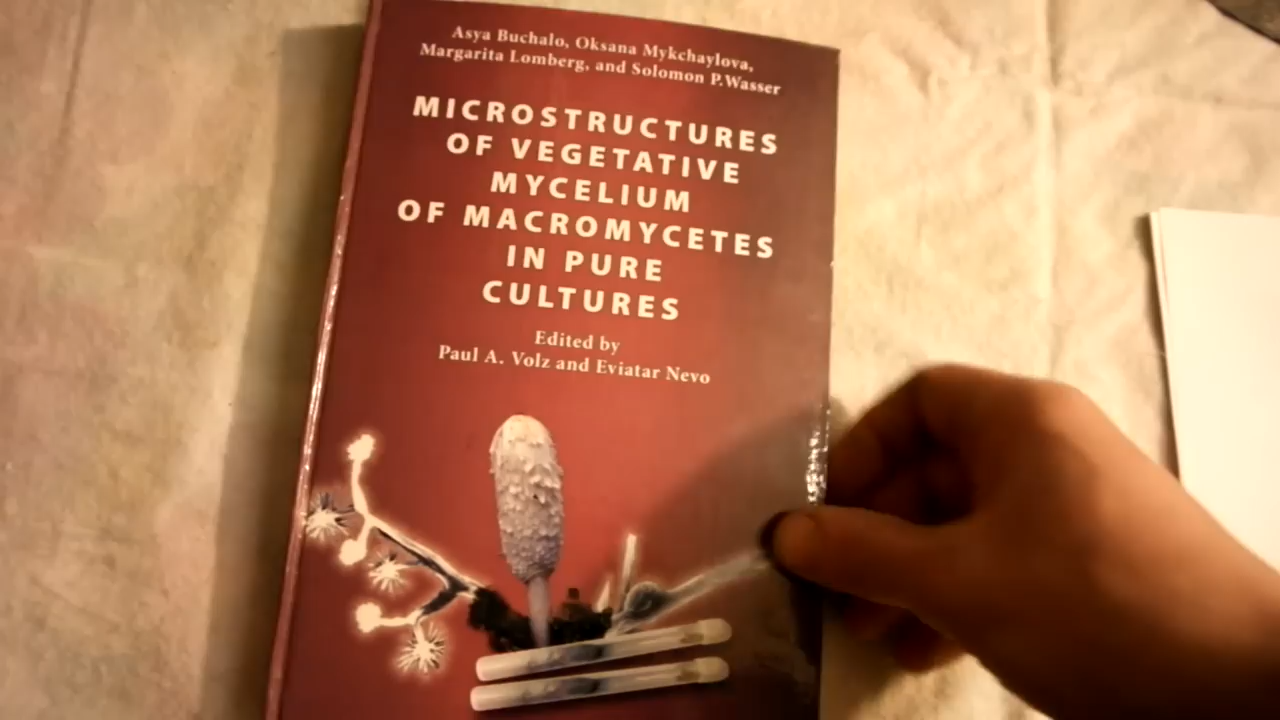 Asya Buchalo, Oksana Mykchaylova,
Margarita Lomberg, and Solomon P.Wasser
MICROSTRUCTURES
OF VEGETATIVE
MYCELIUM
OF MACROMYCETES
IN PURE
CULTURES
Edited by
Paul A. Volz and Eviatar Nevo